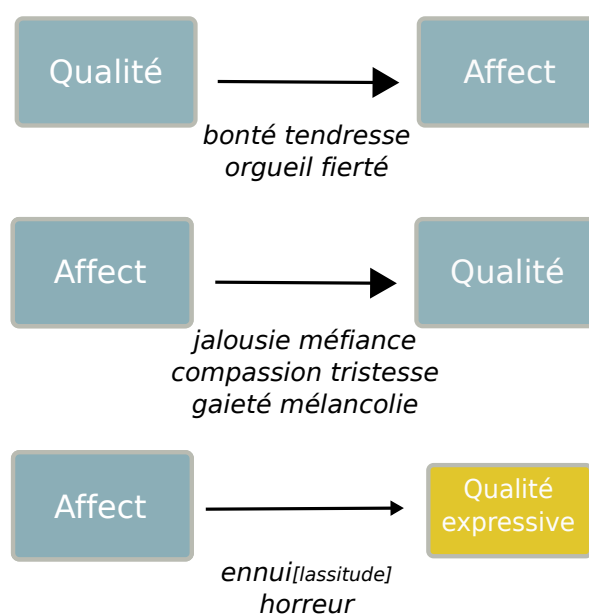 Qualité
Affect
bonté tendresse
orgueil fierté
Affect
Qualité
jalousie méfiance
compassion tristesse
gaieté mélancolie
Affect
Qualité
expressive
ennui[lassitude]
horreur